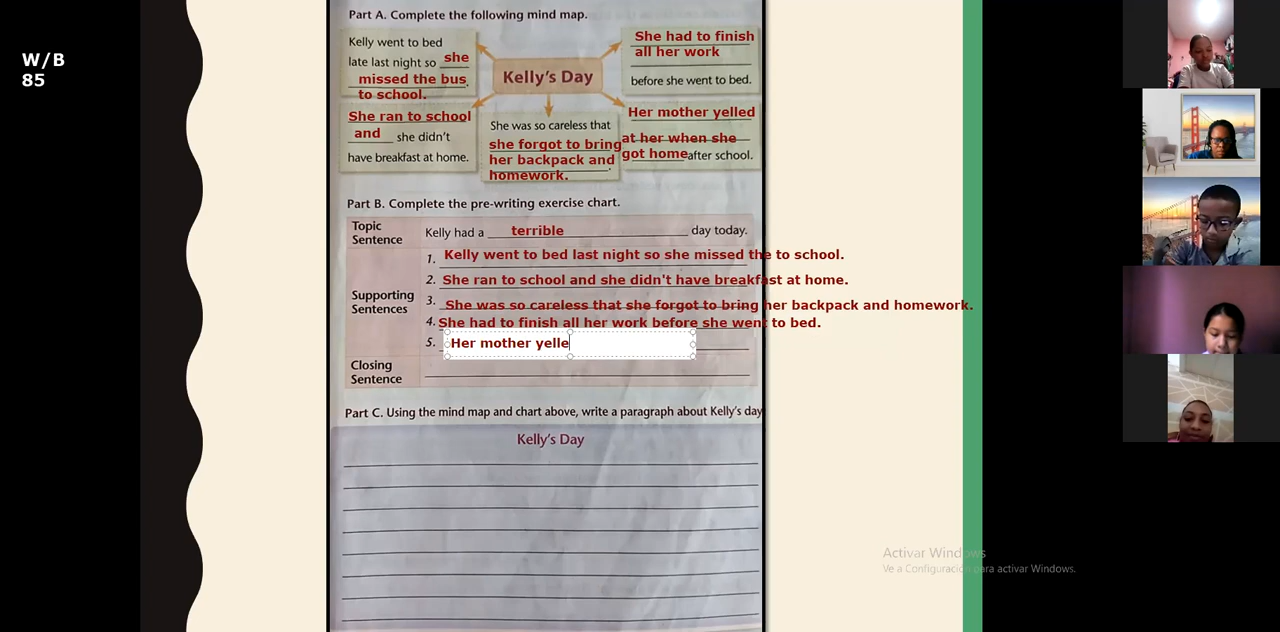 W/B
85
Part A. Complete the following mind map.
Kelly went to bed
late last night so she
missed the bus.
to school.
Kelly's Day
She had to finish
all her work
before she went to bed.
She ran to school
and she didn't
have breakfast at home.
She was so careless that
she forgot to bring
her backpack and
homework.
Her mother yelled
at her when she
got home after school.
Part B. Complete the pre-writing exercise chart.
Topic
Sentence
Kelly had a terrible day today.
Supporting
Sentences
1. Kelly went to bed last night so she missed the to school.
2. She ran to school and she didn't have breakfast at home.
3. She was so careless that she forgot to bring her backpack and homework.
4. She had to finish all her work before she went to bed.
5. Her mother yelle
Closing
Sentence
Part C. Using the mind map and chart above, write a paragraph about Kelly's day
Kelly's Day
Activar Windows
Ve a Configuración para activar Windows.